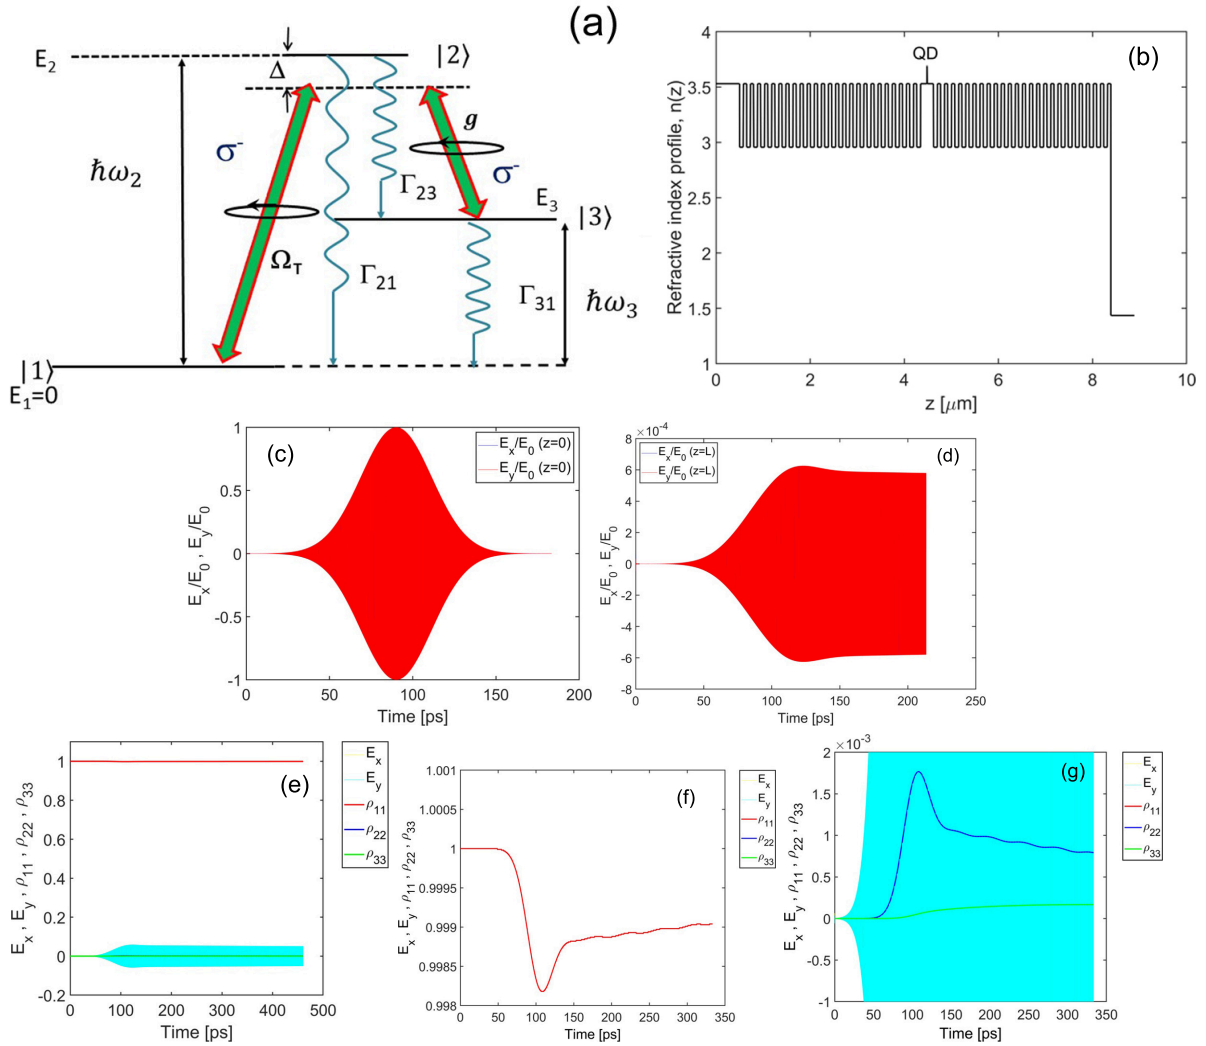 (a)
E2
Δ
|2⟩
g
σ-
σ-
ħω2
Γ23
E3
|3⟩
ΩT
Γ21
Γ31
ħω3
|1⟩
E1=0
(b)
QD
Refractive index profile, n(z)
4
3.5
3
2.5
2
1.5
1
0 2 4 6 8 10
z [μm]
(c)
Ex/E0 (z=0)
Ey/E0 (z=0)
Ex/E0 , Ey/E0
1
0.5
0
-0.5
-1
0 50 100 150 200
Time [ps]
×10-4
(d)
Ex/E0 (z=L)
Ey/E0 (z=L)
Ex/E0 , Ey/E0
8
6
4
2
0
-2
-4
-6
-8
0 50 100 150 200 250
Time [ps]
(e)
Ex
Ey
ρ11
ρ22
ρ33
Ex , Ey , ρ11 , ρ22 , ρ33
1
0.8
0.6
0.4
0.2
0
-0.2
0 100 200 300 400 500
Time [ps]
(f)
Ex
Ey
ρ11
ρ22
ρ33
Ex , Ey , ρ11 , ρ22 , ρ33
1.001
1.0005
1
0.9995
0.999
0.9985
0.998
0 50 100 150 200 250 300 350
Time [ps]
×10-3
(g)
Ex
Ey
ρ11
ρ22
ρ33
Ex , Ey , ρ11 , ρ22 , ρ33
2
1.5
1
0.5
0
-0.5
-1
0 50 100 150 200 250 300 350
Time [ps]